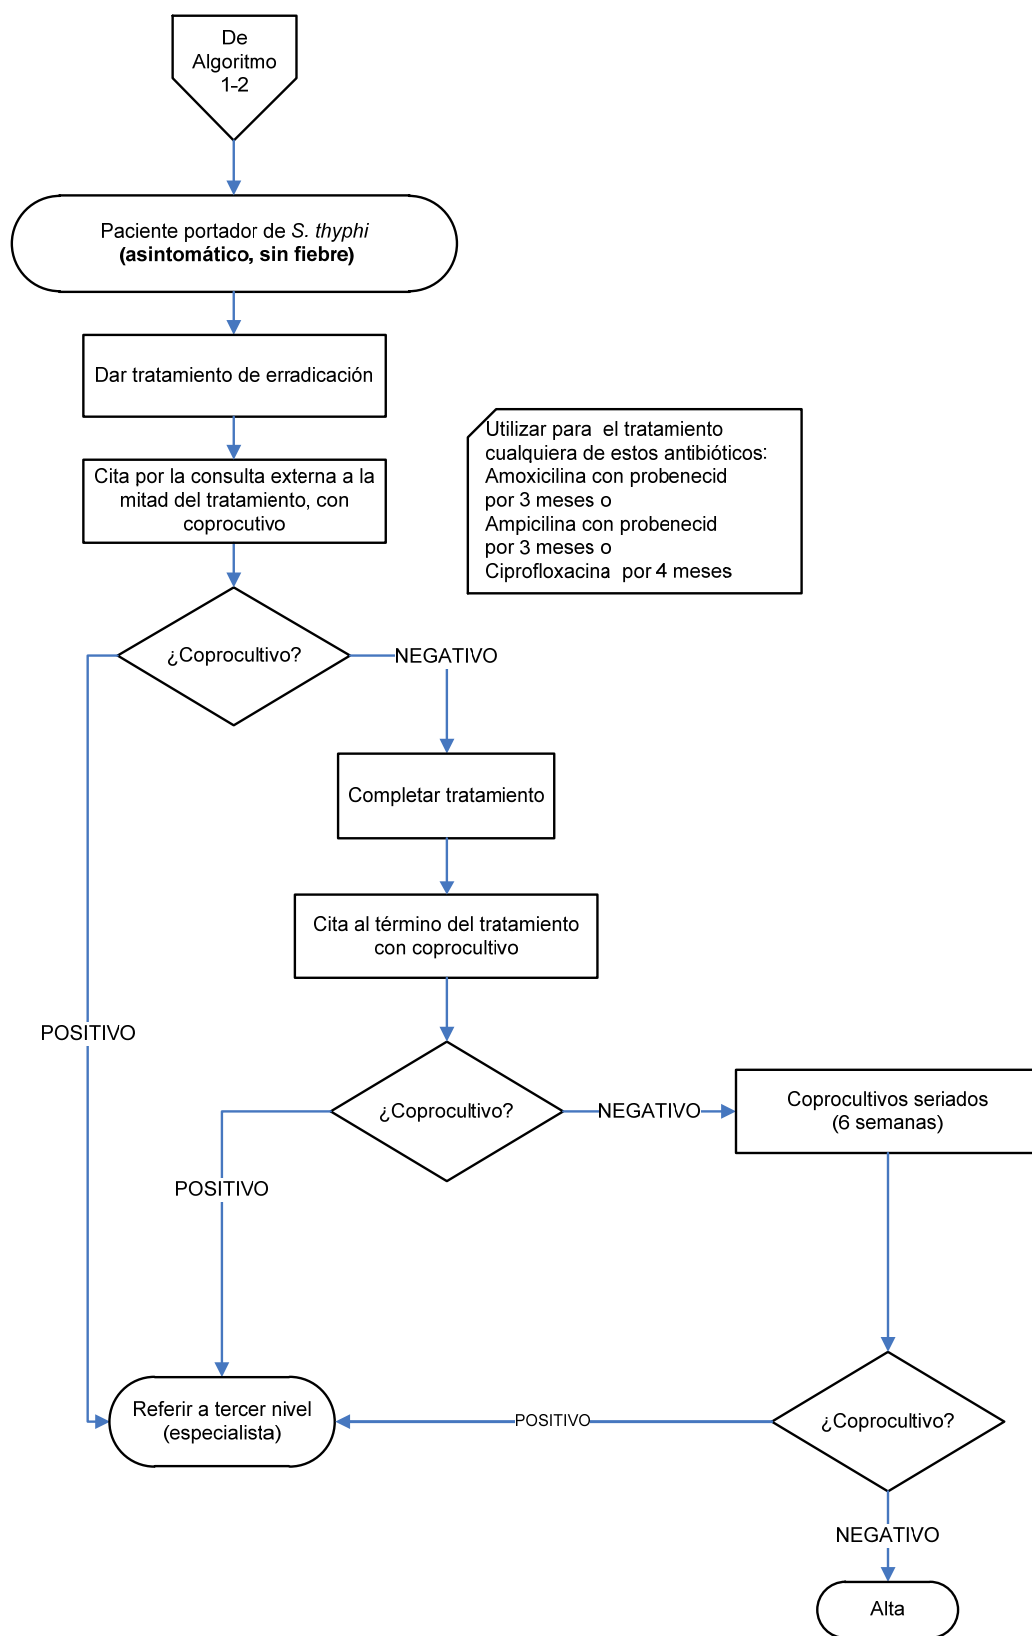 De
Algoritmo
1-2
Paciente portador de S. thyphi
(asintomático, sin fiebre)
Dar tratamiento de erradicación
Cita por la consulta externa a la
mitad del tratamiento, con
coprocutivo
Utilizar para el tratamiento
cualquiera de estos antibióticos:
Amoxicilina con probenecid
por 3 meses o
Ampicilina con probenecid
por 3 meses o
Ciprofloxacina por 4 meses
¿Coprocultivo?
NEGATIVO
Completar tratamiento
Cita al término del tratamiento
con coprocultivo
POSITIVO
¿Coprocultivo?
NEGATIVO
Coprocultivos seriados
(6 semanas)
POSITIVO
Referir a tercer nivel
(especialista)
POSITIVO
¿Coprocultivo?
NEGATIVO
Alta